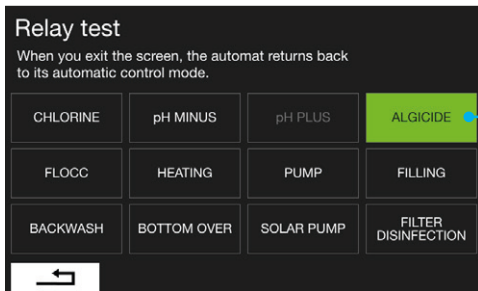 Relay test
When you exit the screen, the automat returns back
to its automatic control mode.
CHLORINE
pH MINUS
pH PLUS
ALGICIDE
FLOCC
HEATING
PUMP
FILLING
BACKWASH
BOTTOM OVER
SOLAR PUMP
FILTER
DISINFECTION